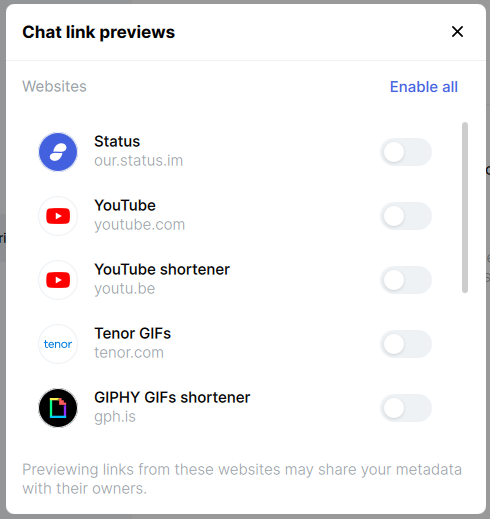 Chat link previews
Websites
Enable all
Status
our.status.im
YouTube
youtube.com
YouTube shortener
youtu.be
tenor
Tenor GIFs
tenor.com
GIPHY GIFs shortener
gph.is
Previewing links from these websites may share your metadata
with their owners.